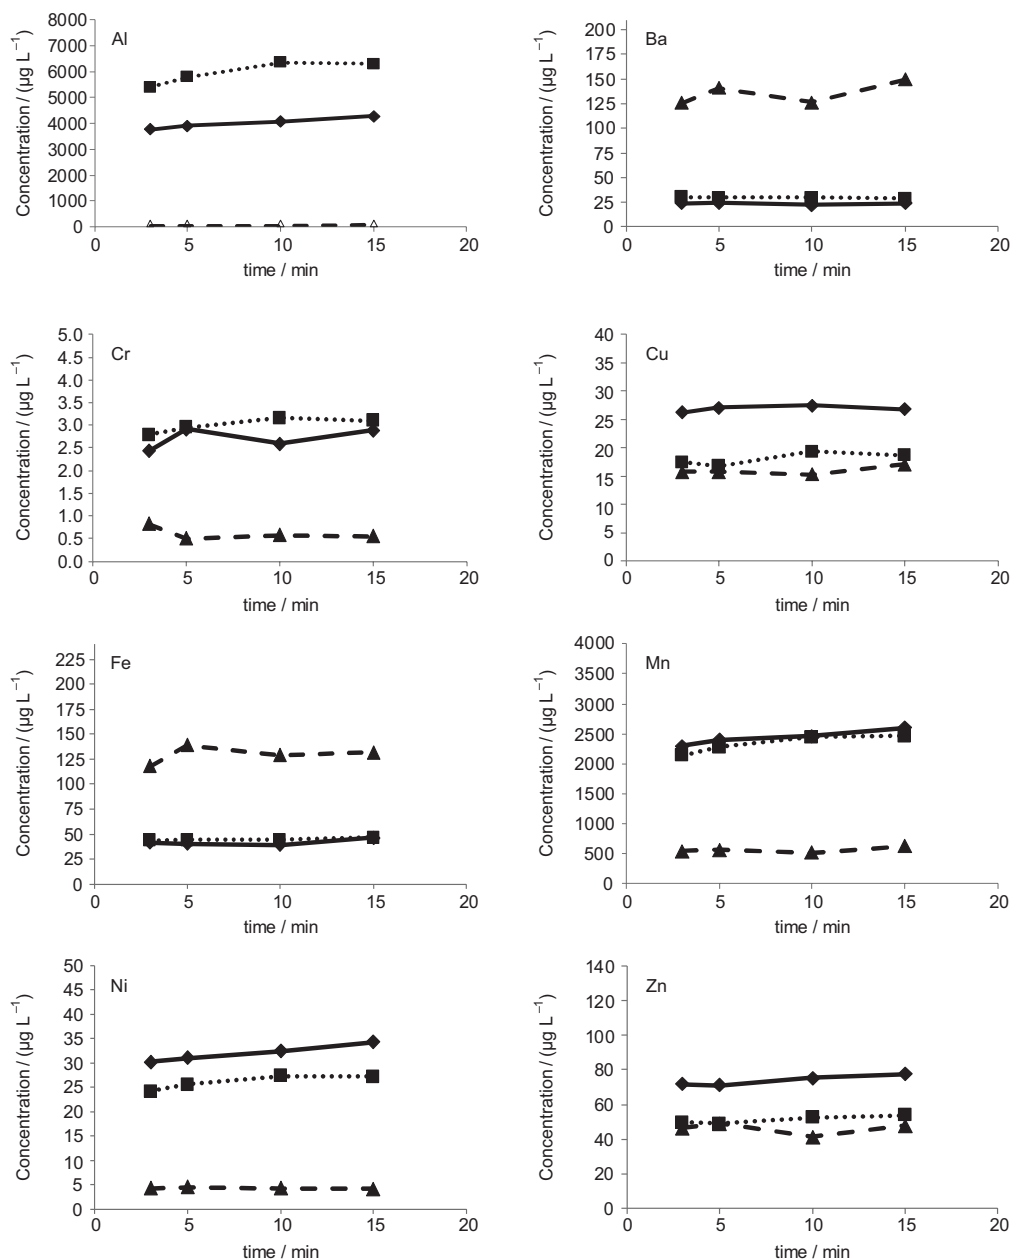 Al
Concentration / (µg L⁻¹)
8000
7000
6000
5000
4000
3000
2000
1000
0
0 5 10 15 20
time / min
Ba
Concentration / (µg L⁻¹)
200
175
150
125
100
75
50
25
0
0 5 10 15 20
time / min
Cr
Concentration / (µg L⁻¹)
5.0
4.5
4.0
3.5
3.0
2.5
2.0
1.5
1.0
0.5
0.0
0 5 10 15 20
time / min
Cu
Concentration / (µg L⁻¹)
40
35
30
25
20
15
10
5
0
0 5 10 15 20
time / min
Fe
Concentration / (µg L⁻¹)
225
200
175
150
125
100
75
50
25
0
0 5 10 15 20
time / min
Mn
Concentration / (µg L⁻¹)
4000
3500
3000
2500
2000
1500
1000
500
0
0 5 10 15 20
time / min
Ni
Concentration / (µg L⁻¹)
50
45
40
35
30
25
20
15
10
5
0
0 5 10 15 20
time / min
Zn
Concentration / (µg L⁻¹)
140
120
100
80
60
40
20
0
0 5 10 15 20
time / min